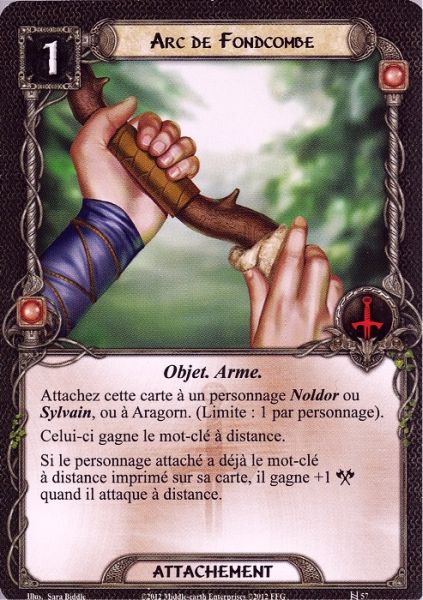 1
ARC DE FONDCOMBE
Objet. Arme.
Attachez cette carte à un personnage Noldor ou
Sylvain, ou à Aragorn. (Limite : 1 par personnage).
Celui-ci gagne le mot-clé à distance.
Si le personnage attaché a déjà le mot-clé
à distance imprimé sur sa carte, il gagne +1
quand il attaque à distance.
ATTACHEMENT
Illus. Sara Biddle ©2012 Middle-earth Enterprises ©2012 FFG 57